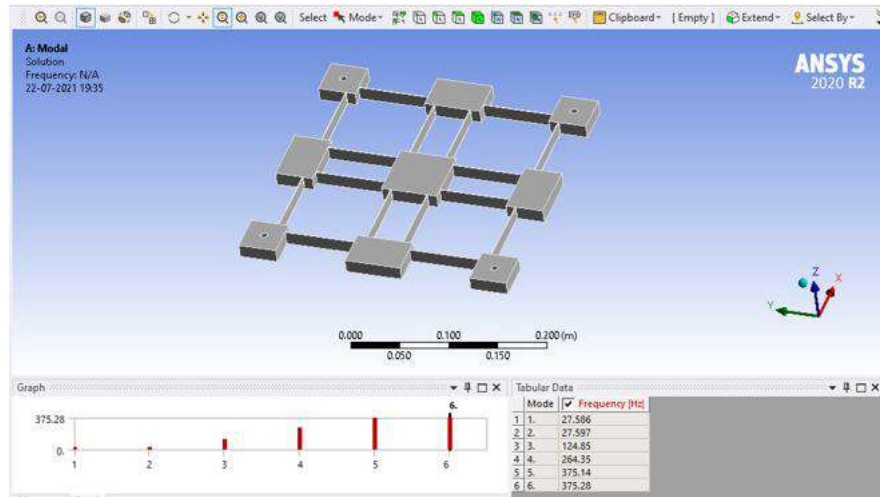 Select Mode Clipboard [Empty] Extend Select By
A: Modal
Solution
Frequency: N/A
22-07-2021 19:35
ANSYS
2020 R2
Z
X
Y
0.000 0.100 0.200 (m)
0.050 0.150
Graph
6.
375.28
0.
1 2 3 4 5 6
Tabular Data
Mode Frequency [Hz]
1 1. 27.586
2 2. 27.597
3 3. 124.85
4 4. 264.35
5 5. 375.14
6 6. 375.28